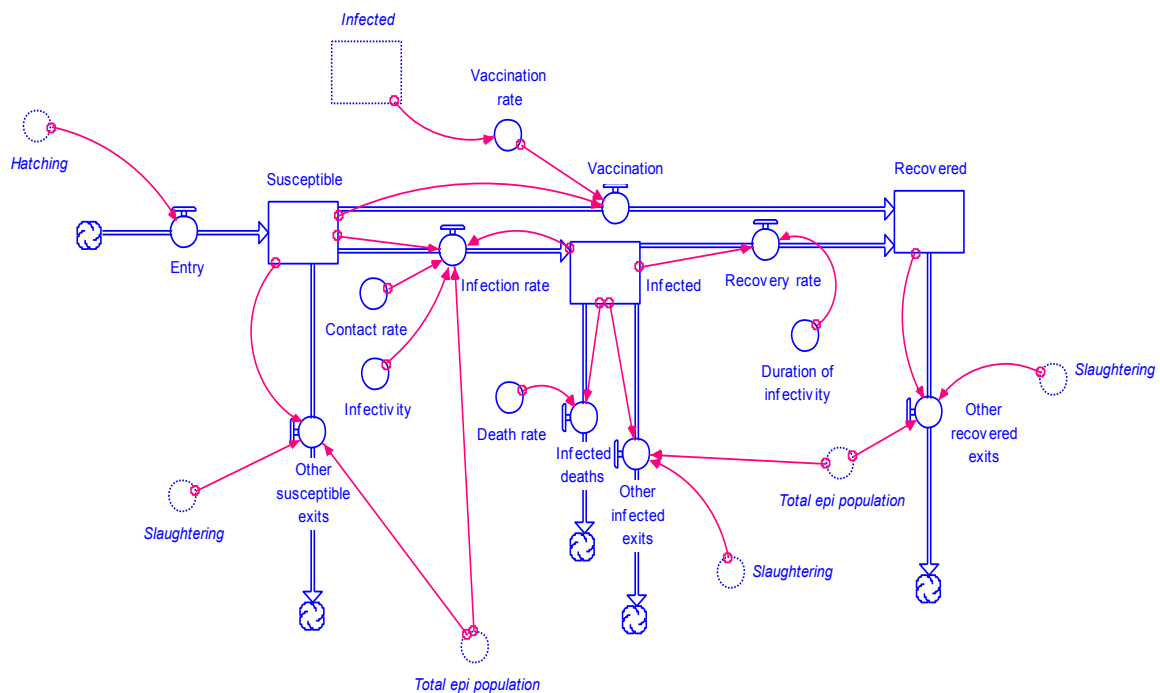 Infected
Vaccination
rate
Hatching
Vaccination
Recovered
Susceptible
Entry
Infection rate
Infected
Recovery rate
Contact rate
Duration of
infectivity
Slaughtering
Infectivity
Death rate
Other
recovered
exits
Infected
deaths
Other
susceptible
exits
Other
infected
exits
Total epi population
Slaughtering
Slaughtering
Total epi population